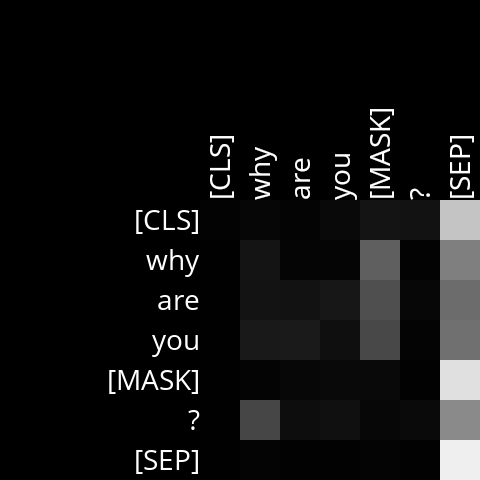 [CLS] why are you [MASK] ? [SEP]
[CLS]
why
are
you
[MASK]
?
[SEP]